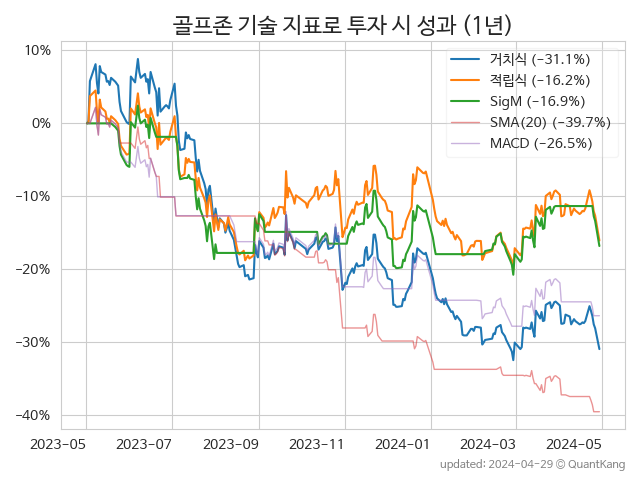 골프존 기술 지표로 투자 시 성과 (1년)
거치식 (−31.1%)
적립식 (−16.2%)
SigM (−16.9%)
SMA(20) (−39.7%)
MACD (−26.5%)
10%
0%
−10%
−20%
−30%
−40%
2023-05 2023-07 2023-09 2023-11 2024-01 2024-03 2024-05
updated: 2024-04-29 © QuantKang